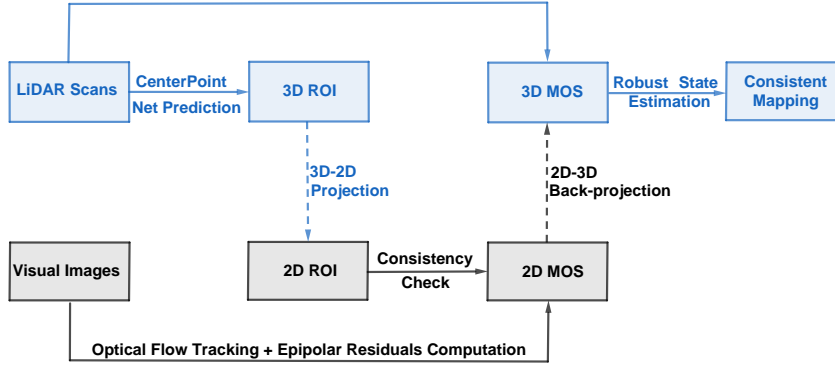 CenterPoint
LiDAR Scans
Net Prediction
3D ROI
3D MOS
Robust State
Estimation
Consistent
Mapping
3D-2D
Projection
2D-3D
Back-projection
Visual Images
2D ROI
Consistency
Check
2D MOS
Optical Flow Tracking + Epipolar Residuals Computation